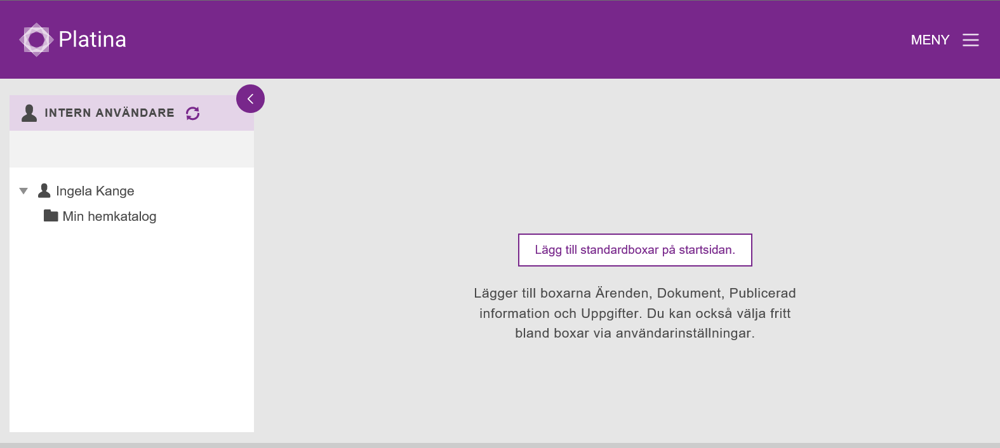 Platina
MENY
INTERN ANVÄNDARE
Ingela Kange
Min hemkatalog
Lägg till standardboxar på startsidan.
Lägger till boxarna Ärenden, Dokument, Publicerad
information och Uppgifter. Du kan också välja fritt
bland boxar via användarinställningar.